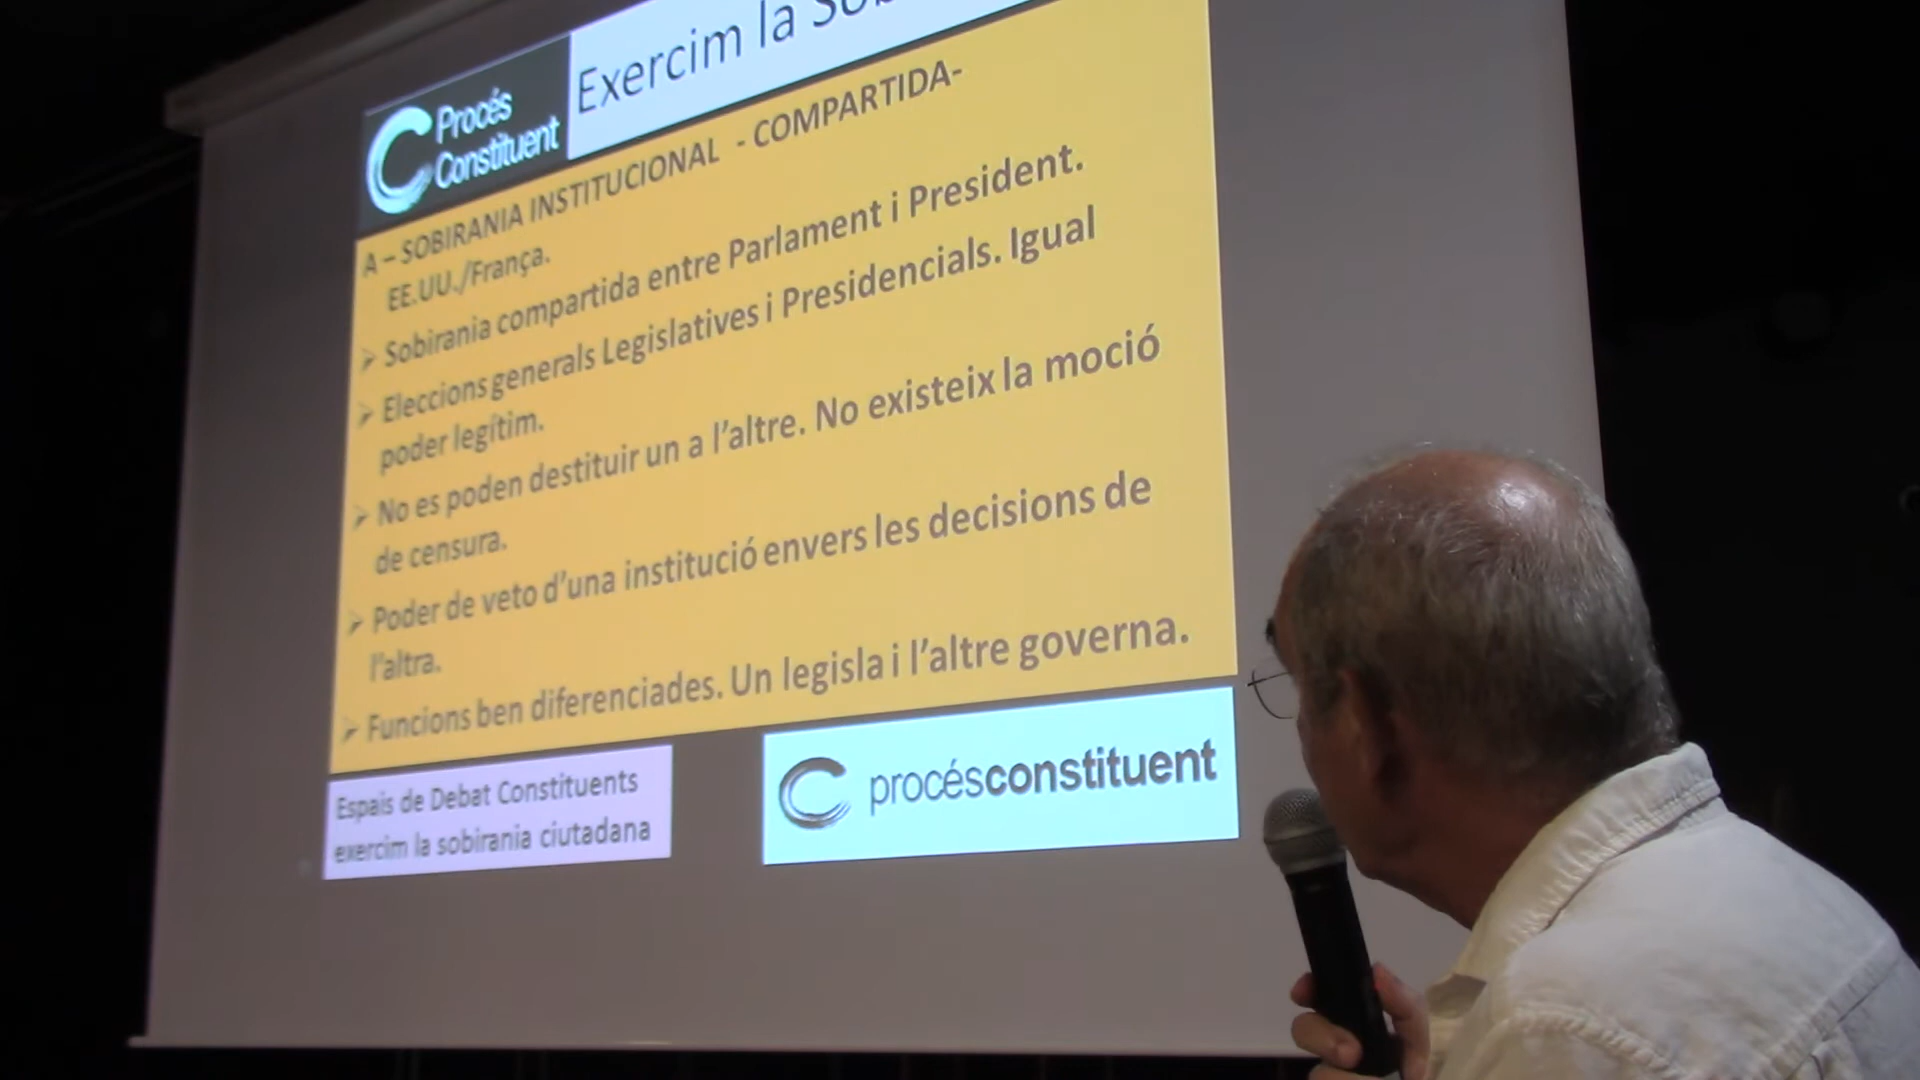 Procés
Constituent
Exercim la
A – SOBIRANIA INSTITUCIONAL - COMPARTIDA-
EE.UU./França.
➢ Sobirania compartida entre Parlament i President.
➢ Eleccions generals Legislatives i Presidencials. Igual
poder legítim.
➢ No es poden destituir un a l'altre. No existeix la moció
de censura.
➢ Poder de veto d'una institució envers les decisions de
l'altra.
➢ Funcions ben diferenciades. Un legisla i l'altre governa.
Espais de Debat Constituents
exercim la sobirania ciutadana
procésconstituent